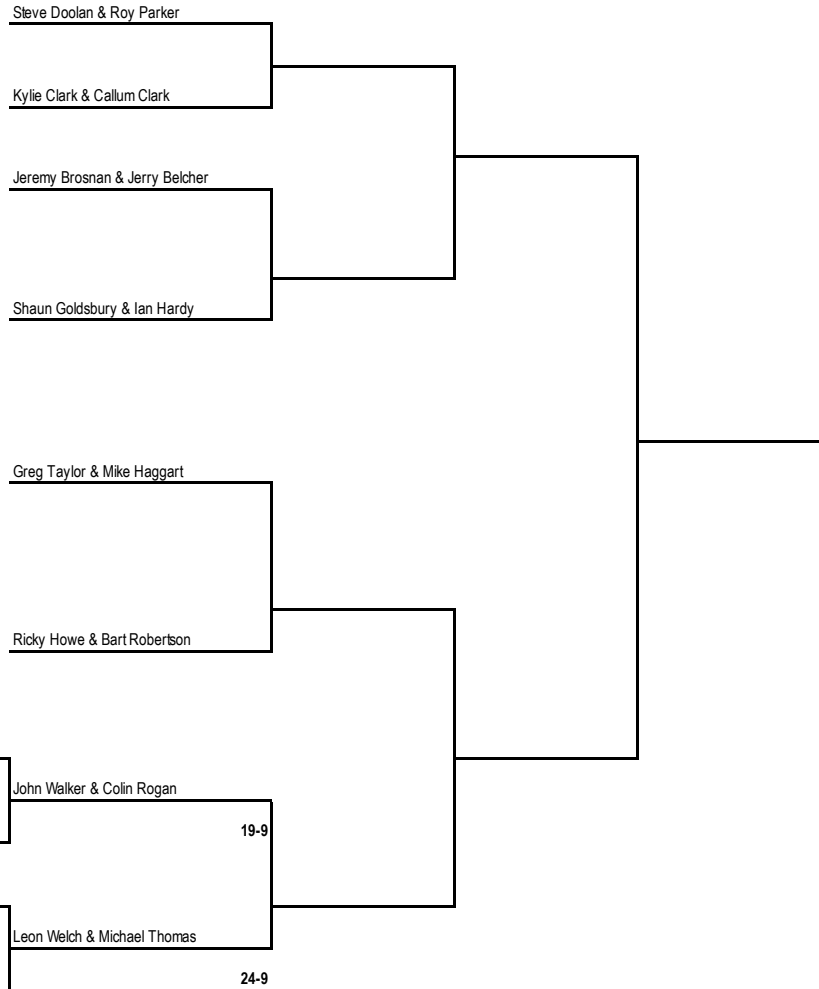 Steve Doolan & Roy Parker
Kylie Clark & Callum Clark
Jeremy Brosnan & Jerry Belcher
Shaun Goldsbury & Ian Hardy
Greg Taylor & Mike Haggart
Ricky Howe & Bart Robertson
John Walker & Colin Rogan
19-9
Leon Welch & Michael Thomas
24-9